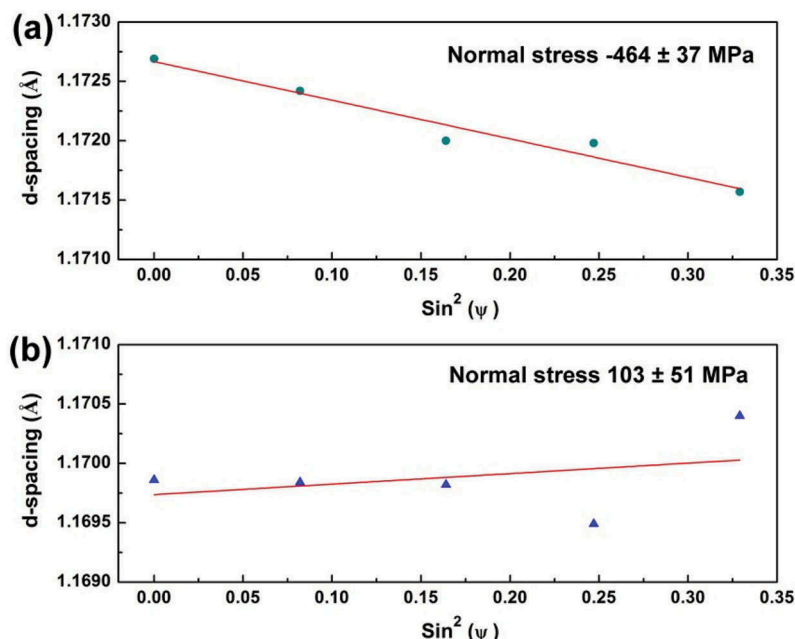 (a)
Normal stress -464 ± 37 MPa
d-spacing (Å)
1.1730
1.1725
1.1720
1.1715
1.1710
0.00 0.05 0.10 0.15 0.20 0.25 0.30 0.35
Sin² (ψ)
(b)
Normal stress 103 ± 51 MPa
d-spacing (Å)
1.1710
1.1705
1.1700
1.1695
1.1690
0.00 0.05 0.10 0.15 0.20 0.25 0.30 0.35
Sin² (ψ)